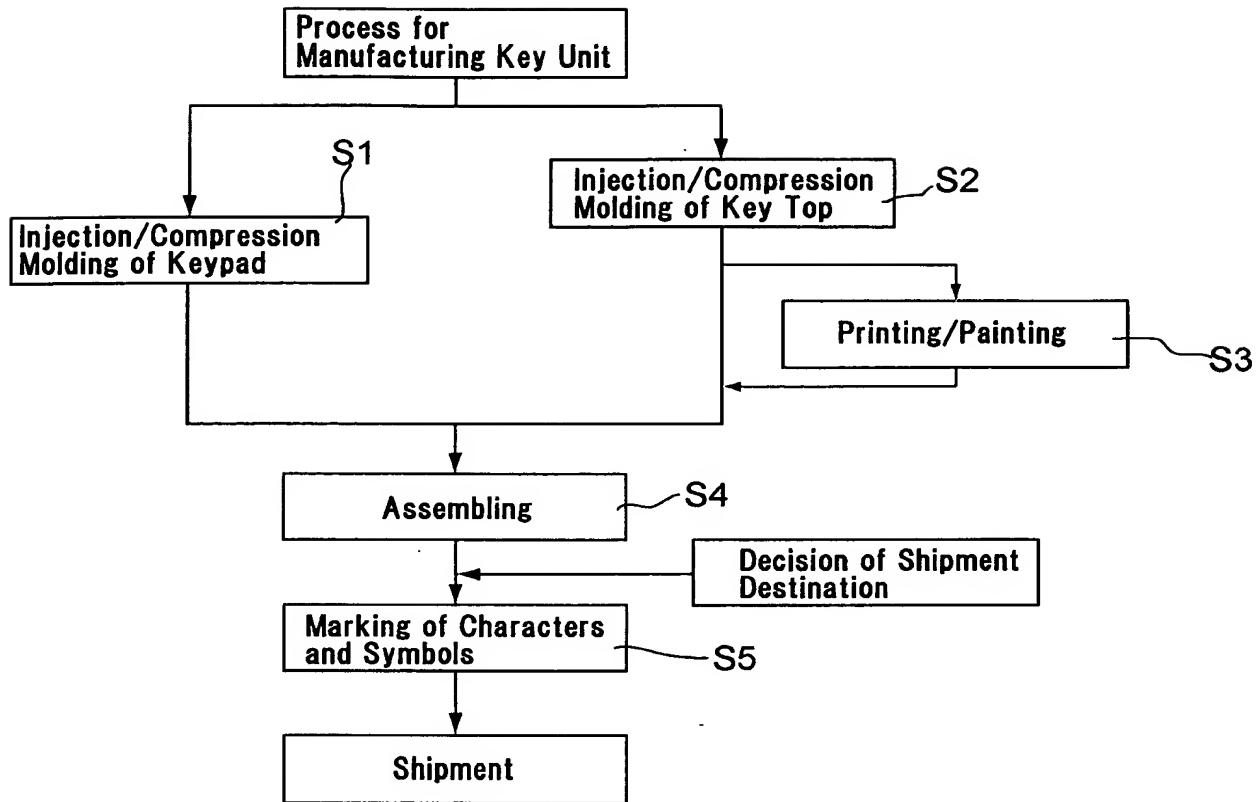 Process for
Manufacturing Key Unit
S1
Injection/Compression
Molding of Key Top
S2
Injection/Compression
Molding of Keypad
Printing/Painting
S3
Assembling
S4
Decision of Shipment
Destination
Marking of Characters
and Symbols
S5
Shipment